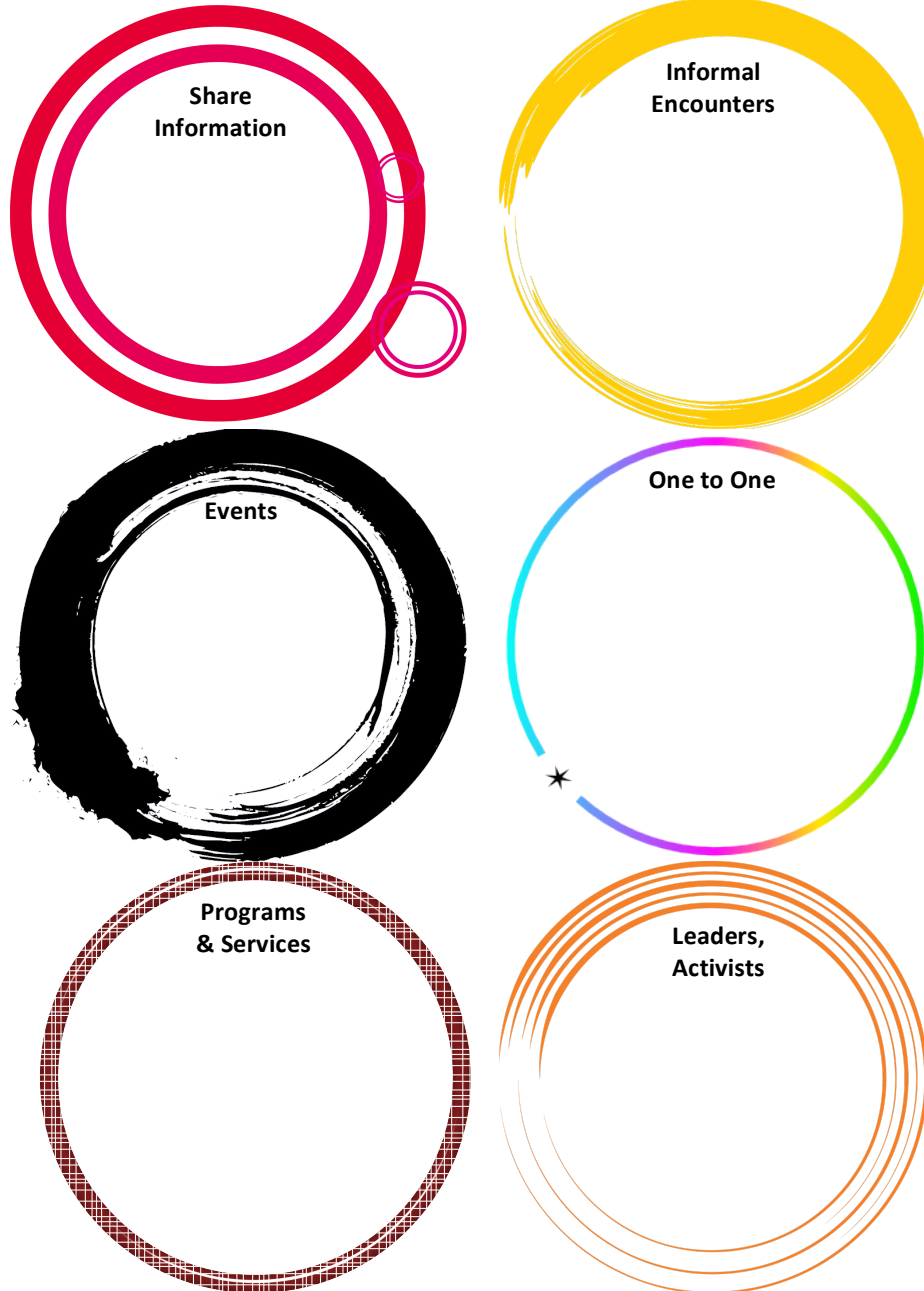 Share
Information
Informal
Encounters
Events
One to One
Programs
& Services
Leaders,
Activists